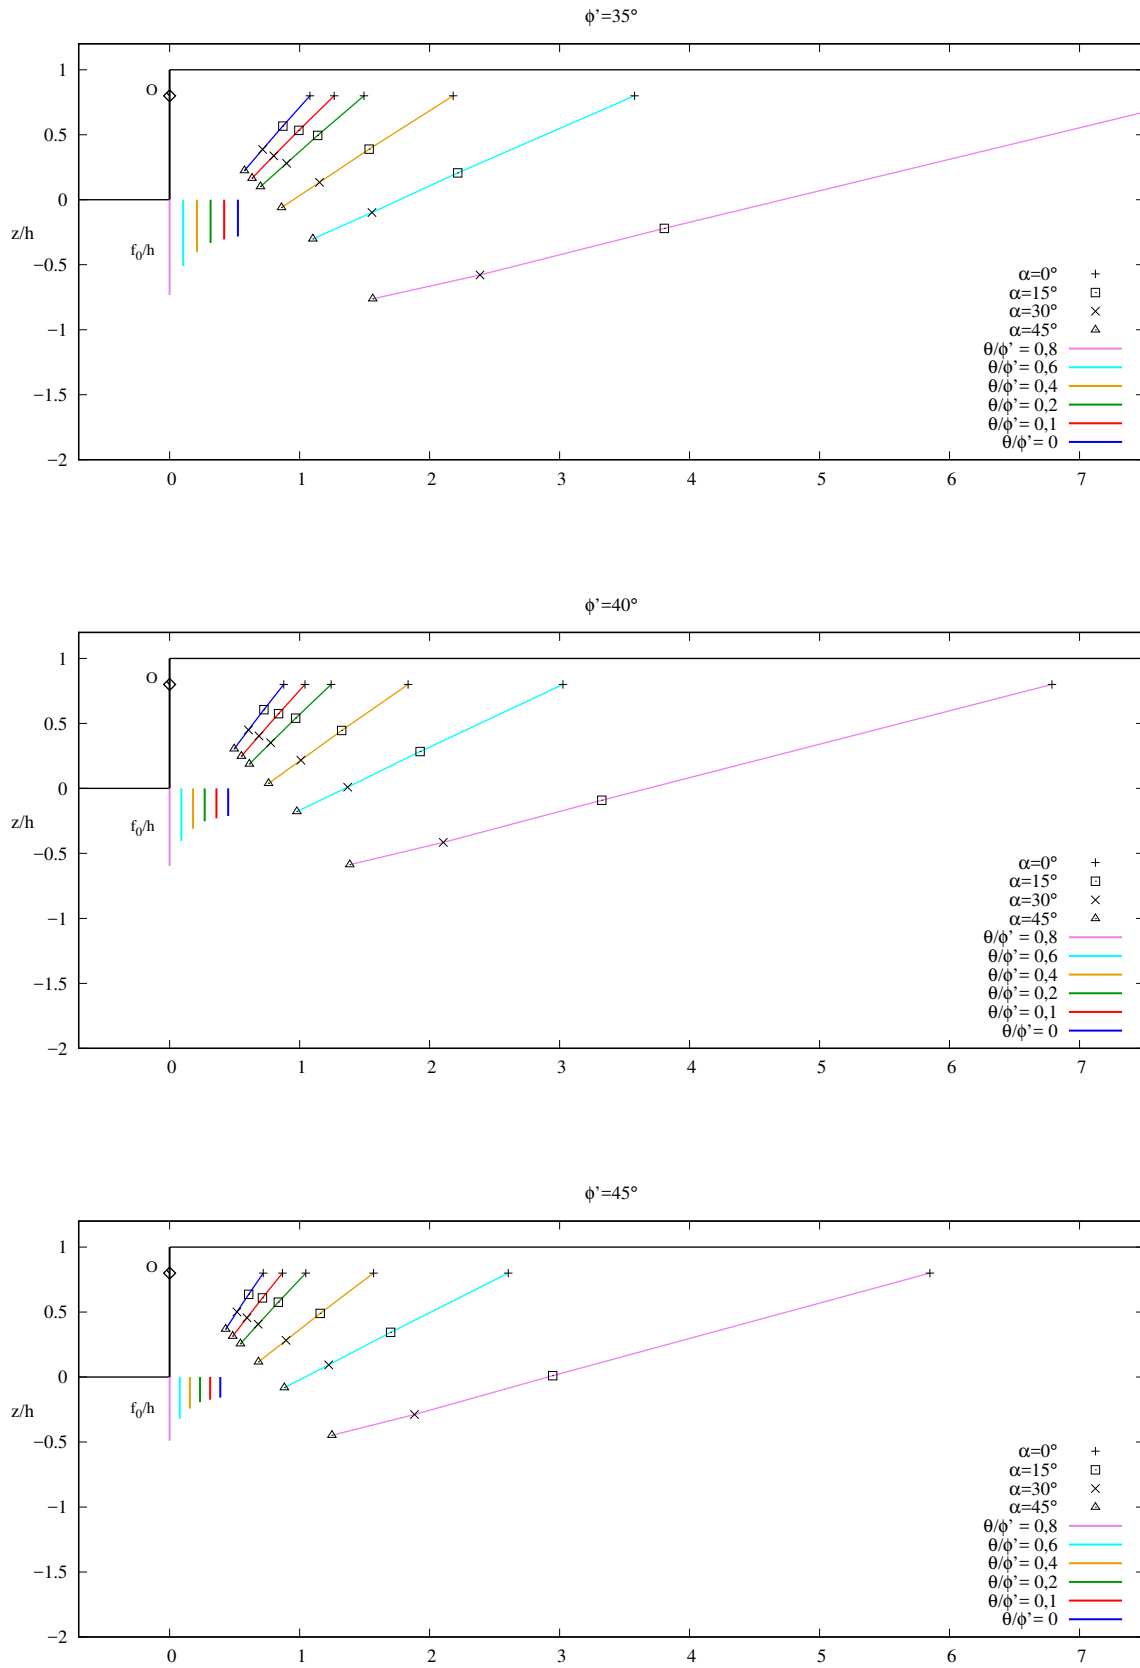 ϕ’=35°
1
O
0.5
0
z/h
f0/h
−0.5
α=0°
α=15°
−1
α=30°
α=45°
θ/ϕ’ = 0,8
θ/ϕ’= 0,6
−1.5
θ/ϕ’= 0,4
θ/ϕ’= 0,2
θ/ϕ’= 0,1
θ/ϕ’= 0
−2
0 1 2 3 4 5 6 7
ϕ’=40°
1
O
0.5
0
z/h
f0/h
−0.5
α=0°
α=15°
−1
α=30°
α=45°
θ/ϕ’ = 0,8
θ/ϕ’= 0,6
−1.5
θ/ϕ’= 0,4
θ/ϕ’= 0,2
θ/ϕ’= 0,1
θ/ϕ’= 0
−2
0 1 2 3 4 5 6 7
ϕ’=45°
1
O
0.5
0
z/h
f0/h
−0.5
α=0°
α=15°
−1
α=30°
α=45°
θ/ϕ’ = 0,8
θ/ϕ’= 0,6
−1.5
θ/ϕ’= 0,4
θ/ϕ’= 0,2
θ/ϕ’= 0,1
θ/ϕ’= 0
−2
0 1 2 3 4 5 6 7